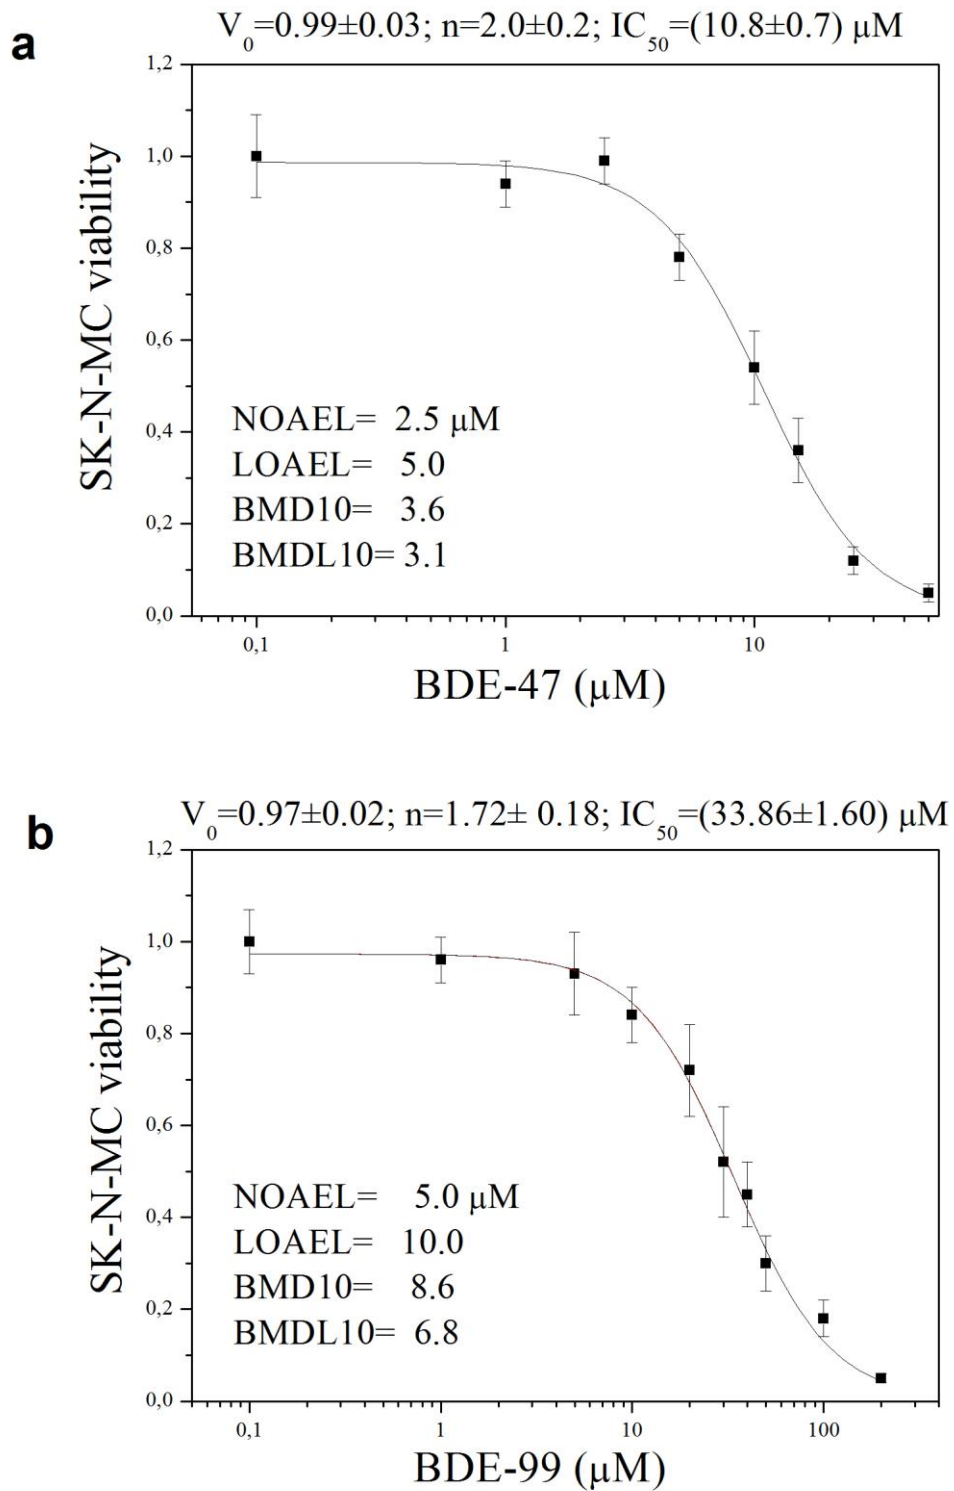 a
V₀=0.99±0.03; n=2.0±0.2; IC₅₀=(10.8±0.7) μM
1,2
1,0
0,8
0,6
0,4
0,2
0,0
SK-N-MC viability
NOAEL= 2.5 μM
LOAEL= 5.0
BMD10= 3.6
BMDL10= 3.1
0,1 1 10
BDE-47 (μM)
b
V₀=0.97±0.02; n=1.72± 0.18; IC₅₀=(33.86±1.60) μM
1,2
1,0
0,8
0,6
0,4
0,2
0,0
SK-N-MC viability
NOAEL= 5.0 μM
LOAEL= 10.0
BMD10= 8.6
BMDL10= 6.8
0,1 1 10 100
BDE-99 (μM)